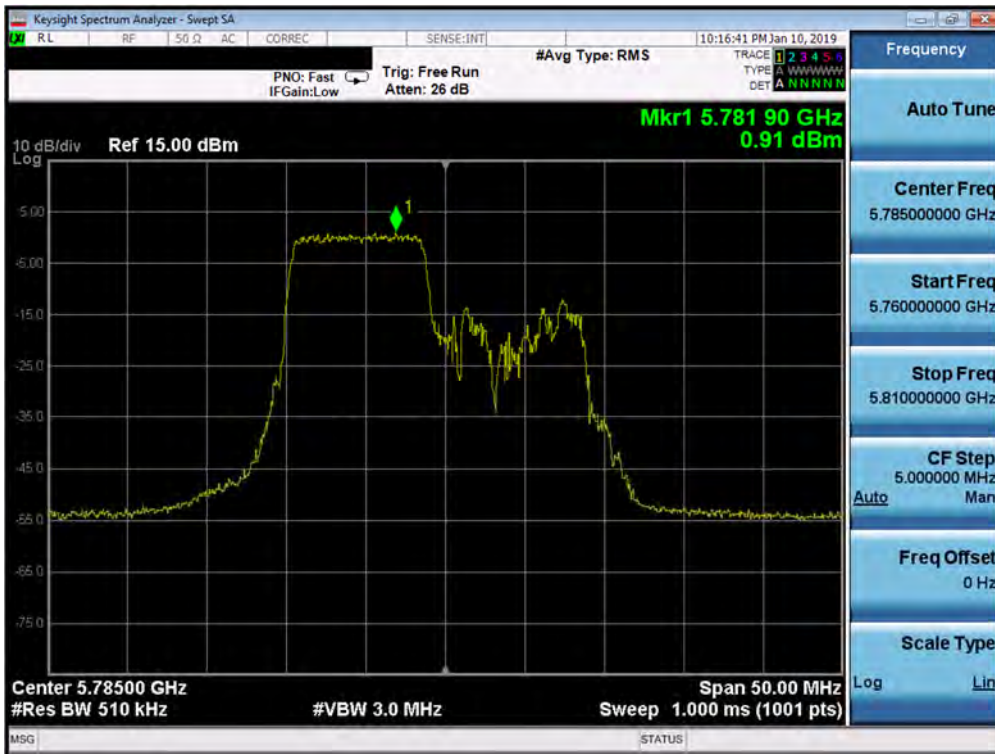 Keysight Spectrum Analyzer - Swept SA
LXI RL RF 50 Ω AC CORREC SENSE:INT 10:16:41 PM Jan 10, 2019
PNO: Fast Trig: Free Run #Avg Type: RMS TRACE 1 2 3 4 5 6
IFGain:Low Atten: 26 dB TYPE A WWWWW
DET A N N N N N
Mkr1 5.781 90 GHz
0.91 dBm
10 dB/div Ref 15.00 dBm
Log
5.00
-5.00
-15.0
-25.0
-35.0
-45.0
-55.0
-65.0
-75.0
1
Center 5.78500 GHz Span 50.00 MHz
#Res BW 510 kHz #VBW 3.0 MHz Sweep 1.000 ms (1001 pts)
MSG STATUS
Frequency
Auto Tune
Center Freq
5.785000000 GHz
Start Freq
5.760000000 GHz
Stop Freq
5.810000000 GHz
CF Step
5.000000 MHz
Auto Man
Freq Offset
0 Hz
Scale Type
Log Lin